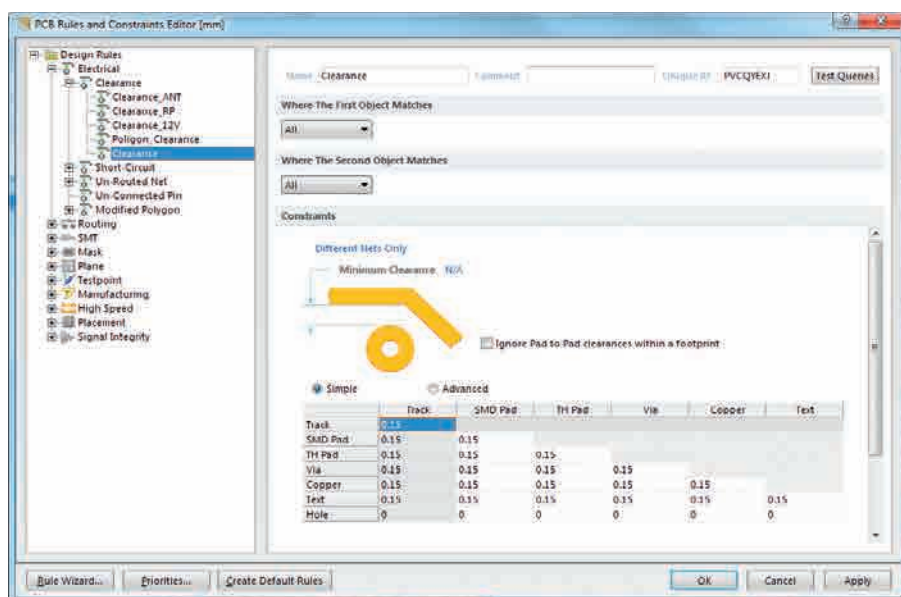 PCB Rules and Constraints Editor [mm]
Design Rules
Electrical
Clearance
Clearance_ANT
Clearance_RP
Clearance_12V
Poligon_Clearance
Clearance
Short-Circuit
Un-Routed Net
Un-Connected Pin
Modified Polygon
Routing
SMT
Mask
Plane
Testpoint
Manufacturing
High Speed
Placement
Signal Integrity
Name Clearance Comment Unique ID PVCQYEXI Test Queries
Where The First Object Matches
All
Where The Second Object Matches
All
Constraints
Different Nets Only
Minimum Clearance N/A
Ignore Pad to Pad clearances within a footprint
Simple Advanced
Track SMD Pad TH Pad Via Copper Text
Track 0.15
SMD Pad 0.15 0.15
TH Pad 0.15 0.15 0.15
Via 0.15 0.15 0.15 0.15
Copper 0.15 0.15 0.15 0.15 0.15
Text 0.15 0.15 0.15 0.15 0.15 0.15
Hole 0 0 0 0 0 0
Rule Wizard... Priorities... Create Default Rules OK Cancel Apply